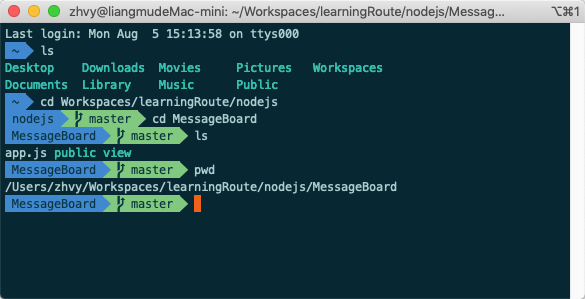 zhvy@liangmudeMac-mini: ~/Workspaces/learningRoute/nodejs/Messag... ⌥⌘1
Last login: Mon Aug  5 15:13:58 on ttys000
~ ls
Desktop Downloads Movies Pictures Workspaces
Documents Library Music Public
~ cd Workspaces/learningRoute/nodejs
nodejs master cd MessageBoard
MessageBoard master ls
app.js public view
MessageBoard master pwd
/Users/zhvy/Workspaces/learningRoute/nodejs/MessageBoard
MessageBoard master